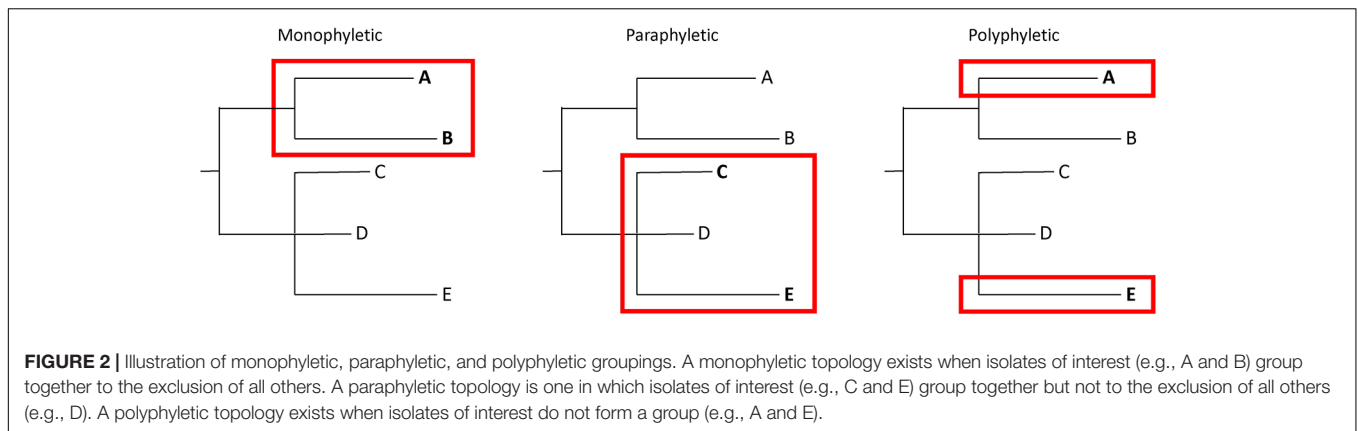 Monophyletic
Paraphyletic
Polyphyletic
A
B
C
D
E
A
B
C
D
E
A
B
C
D
E
FIGURE 2 | Illustration of monophyletic, paraphyletic, and polyphyletic groupings. A monophyletic topology exists when isolates of interest (e.g., A and B) group
together to the exclusion of all others. A paraphyletic topology is one in which isolates of interest (e.g., C and E) group together but not to the exclusion of all others
(e.g., D). A polyphyletic topology exists when isolates of interest do not form a group (e.g., A and E).